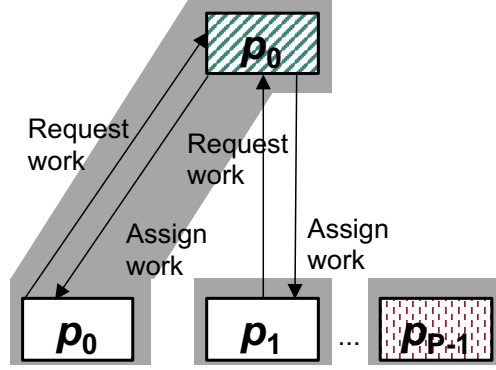 p0
Request
work
Request
work
Assign
work
Assign
work
p0
p1
...
pP-1